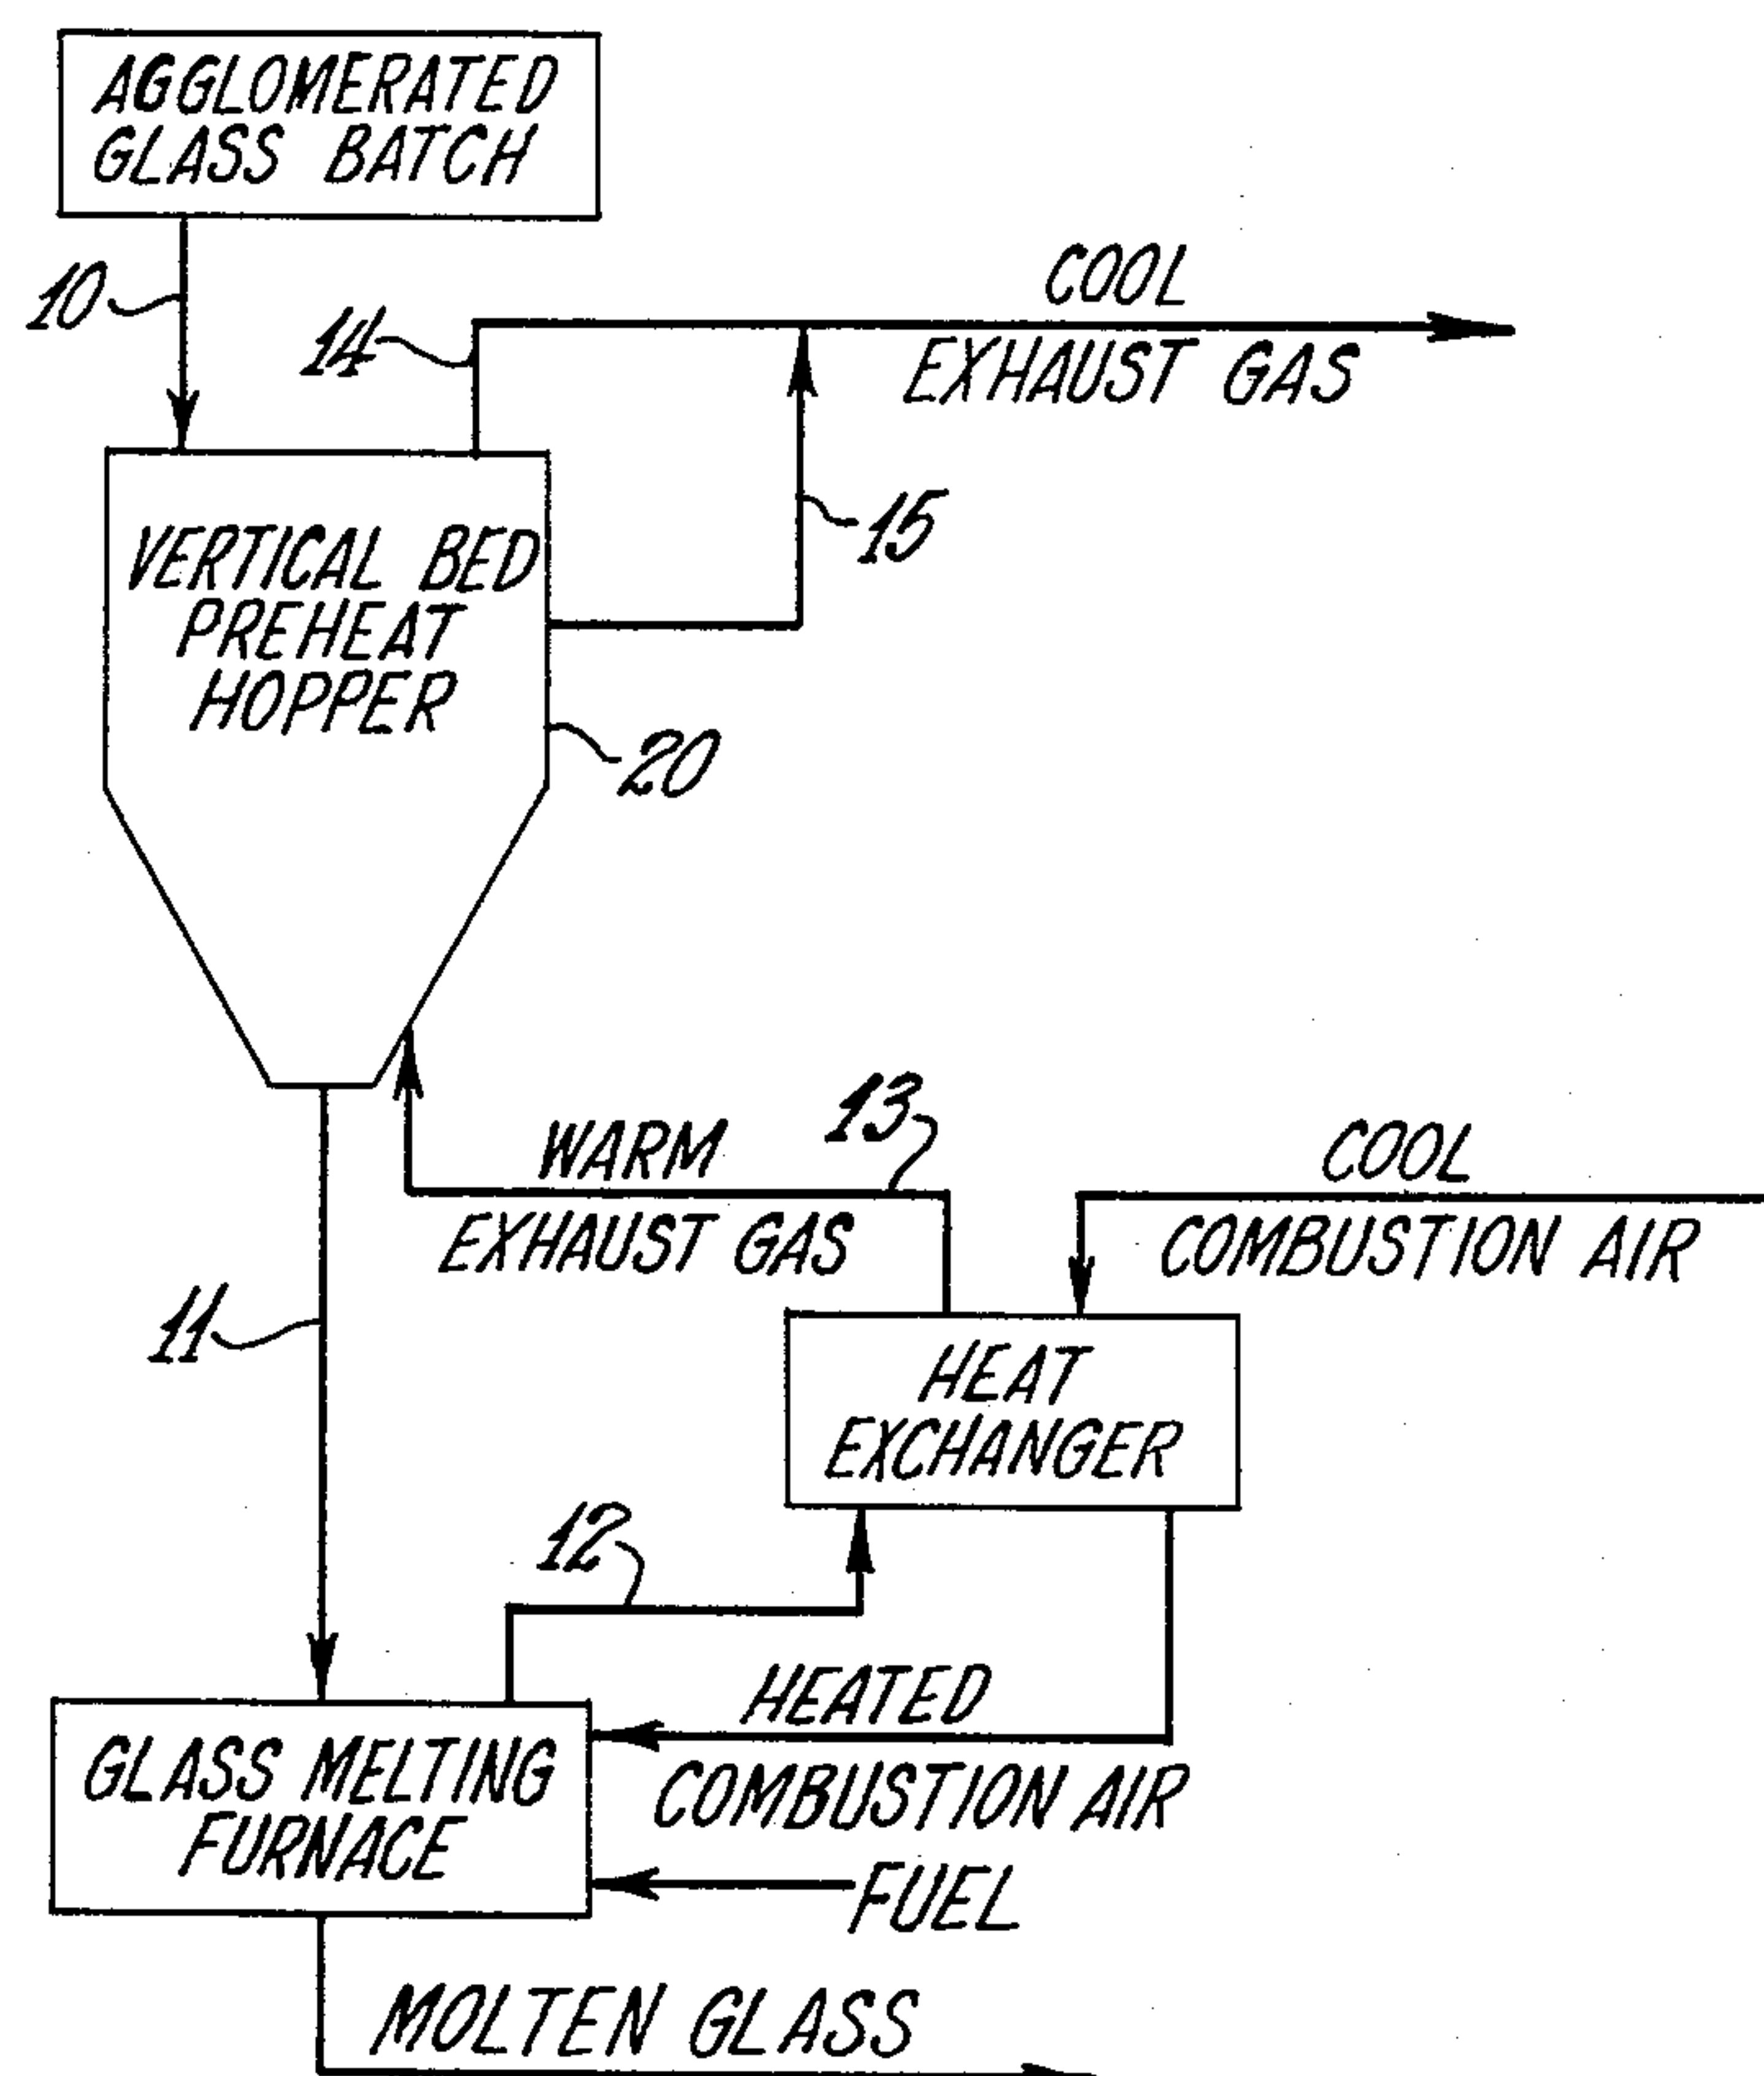 AGGLOMERATED
GLASS BATCH
10
14
COOL
EXHAUST GAS
15
VERTICAL BED
PREHEAT
HOPPER
20
13
WARM
EXHAUST GAS
COOL
COMBUSTION AIR
11
HEAT
EXCHANGER
12
HEATED
COMBUSTION AIR
GLASS MELTING
FURNACE
FUEL
MOLTEN GLASS